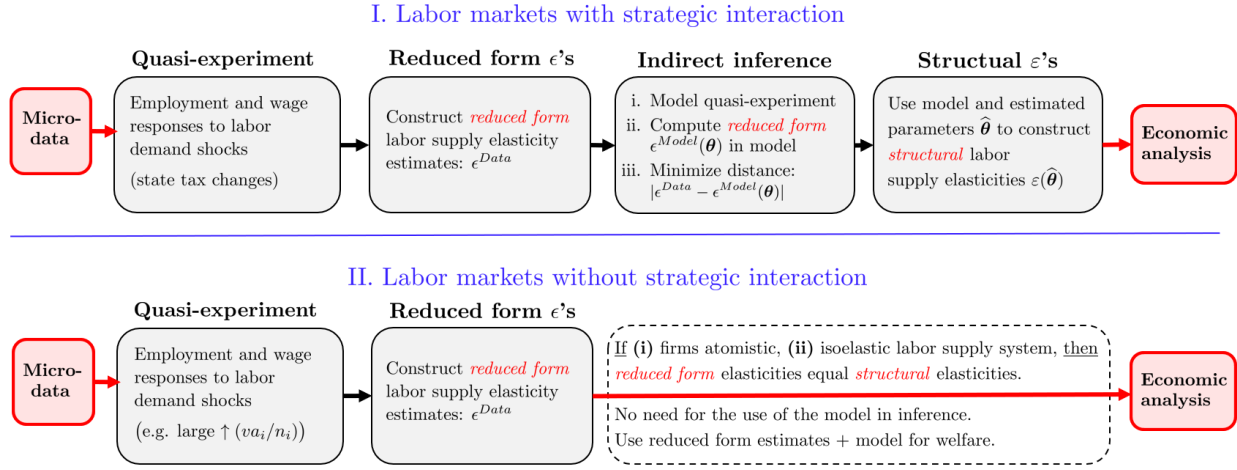 I. Labor markets with strategic interaction
Quasi-experiment
Reduced form ϵ's
Indirect inference
Structual ε's
Micro-
data
Employment and wage
responses to labor
demand shocks
(state tax changes)
Construct reduced form
labor supply elasticity
estimates: ϵ^{Data}
i. Model quasi-experiment
ii. Compute reduced form
ϵ^{Model}(θ) in model
iii. Minimize distance:
|ϵ^{Data} − ϵ^{Model}(θ)|
Use model and estimated
parameters θ̂ to construct
structural labor
supply elasticities ε(θ̂)
Economic
analysis
II. Labor markets without strategic interaction
Quasi-experiment
Reduced form ϵ's
Micro-
data
Employment and wage
responses to labor
demand shocks
(e.g. large ↑ (va_i/n_i))
Construct reduced form
labor supply elasticity
estimates: ϵ^{Data}
If (i) firms atomistic, (ii) isoelastic labor supply system, then
reduced form elasticities equal structural elasticities.
No need for the use of the model in inference.
Use reduced form estimates + model for welfare.
Economic
analysis